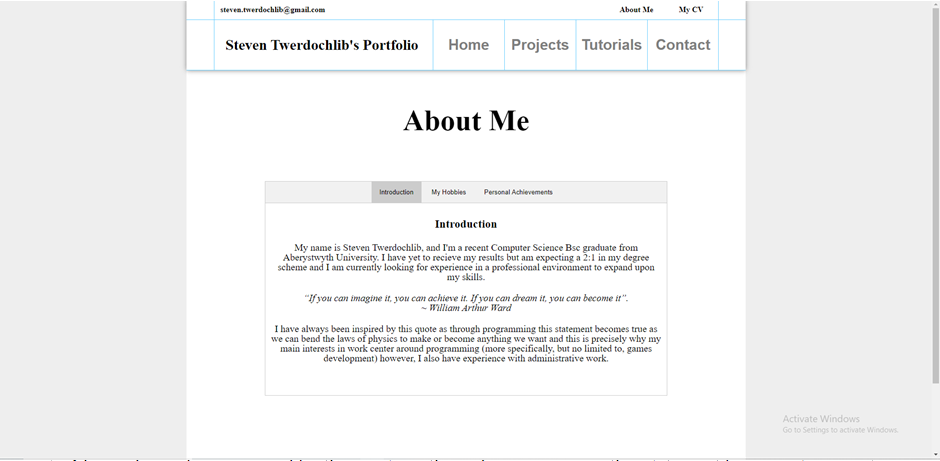 steven.twerdochlib@gmail.com About Me My CV
Steven Twerdochlib's Portfolio Home Projects Tutorials Contact
About Me
Introduction My Hobbies Personal Achievements
Introduction
My name is Steven Twerdochlib, and I'm a recent Computer Science Bsc graduate from
Aberystwyth University. I have yet to recieve my results but am expecting a 2:1 in my degree
scheme and I am currently looking for experience in a professional environment to expand upon
my skills.
"If you can imagine it, you can achieve it. If you can dream it, you can become it".
~ William Arthur Ward
I have always been inspired by this quote as through programming this statement becomes true as
we can bend the laws of physics to make or become anything we want and this is precisely why my
main interests in work center around programming (more specifically, but no limited to, games
development) however, I also have experience with administrative work.
Activate Windows
Go to Settings to activate Windows.